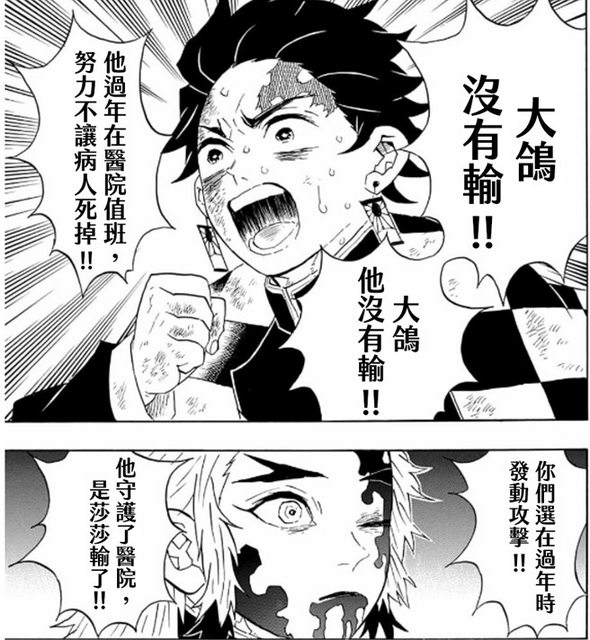 大鴿
沒有輸!!
他過年在醫院值班，
努力不讓病人死掉!!
大鴿
他沒有輸!!
你們選在過年時
發動攻擊!!
他守護了醫院，
是莎莎輸了!!